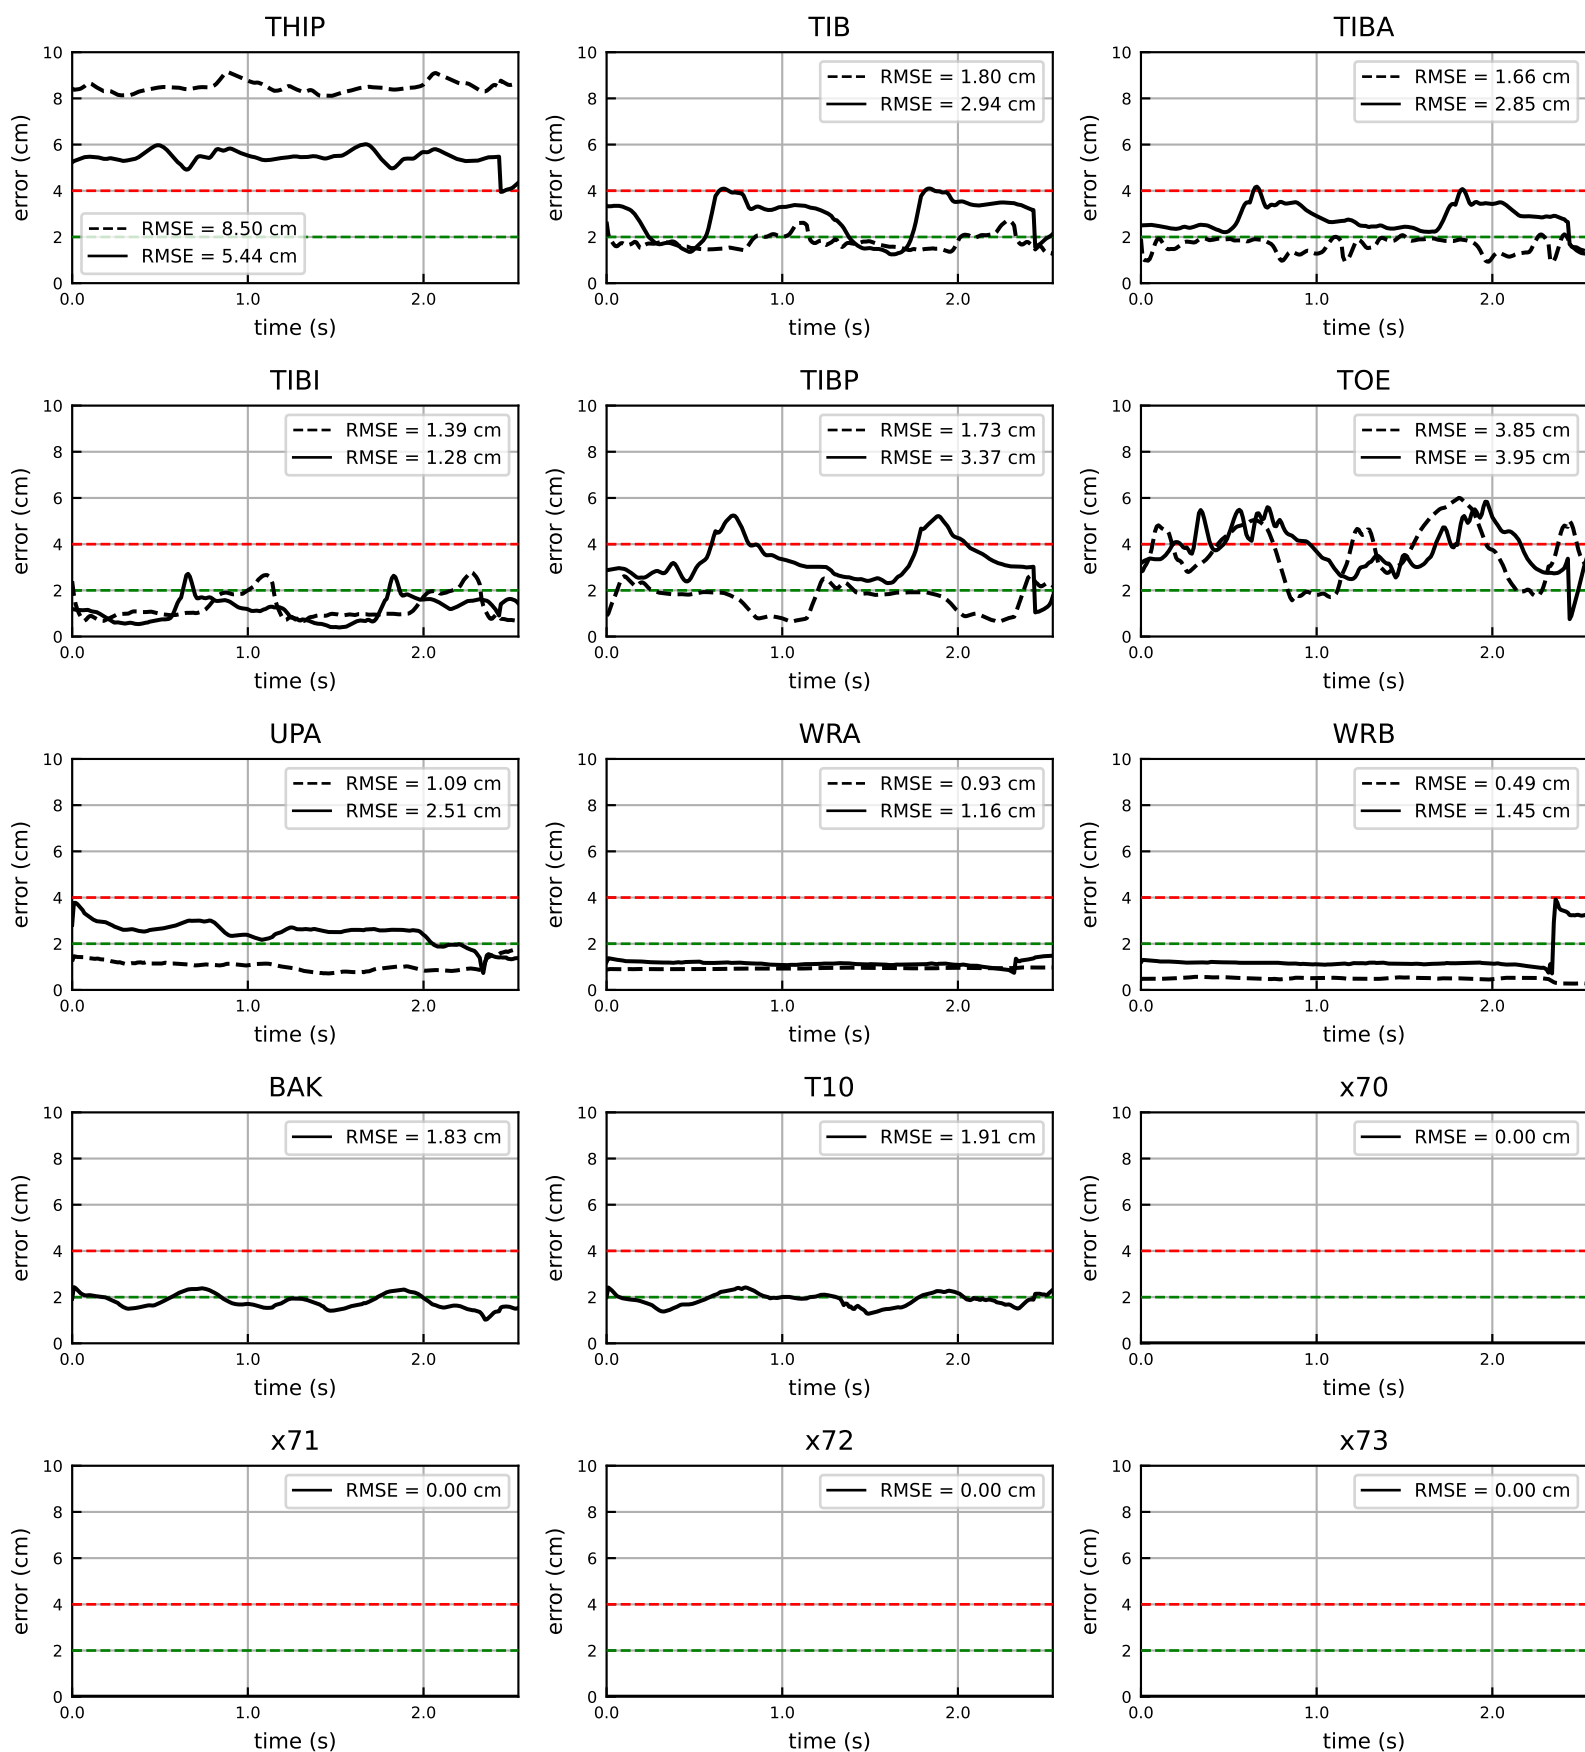 THIP
TIB
TIBA
10
8
6
4
2
0
error (cm)
RMSE = 8.50 cm
RMSE = 5.44 cm
0.0 1.0 2.0
time (s)
10
8
6
4
2
0
error (cm)
RMSE = 1.80 cm
RMSE = 2.94 cm
0.0 1.0 2.0
time (s)
10
8
6
4
2
0
error (cm)
RMSE = 1.66 cm
RMSE = 2.85 cm
0.0 1.0 2.0
time (s)
TIBI
TIBP
TOE
10
8
6
4
2
0
error (cm)
RMSE = 1.39 cm
RMSE = 1.28 cm
0.0 1.0 2.0
time (s)
10
8
6
4
2
0
error (cm)
RMSE = 1.73 cm
RMSE = 3.37 cm
0.0 1.0 2.0
time (s)
10
8
6
4
2
0
error (cm)
RMSE = 3.85 cm
RMSE = 3.95 cm
0.0 1.0 2.0
time (s)
UPA
WRA
WRB
10
8
6
4
2
0
error (cm)
RMSE = 1.09 cm
RMSE = 2.51 cm
0.0 1.0 2.0
time (s)
10
8
6
4
2
0
error (cm)
RMSE = 0.93 cm
RMSE = 1.16 cm
0.0 1.0 2.0
time (s)
10
8
6
4
2
0
error (cm)
RMSE = 0.49 cm
RMSE = 1.45 cm
0.0 1.0 2.0
time (s)
BAK
T10
x70
10
8
6
4
2
0
error (cm)
RMSE = 1.83 cm
0.0 1.0 2.0
time (s)
10
8
6
4
2
0
error (cm)
RMSE = 1.91 cm
0.0 1.0 2.0
time (s)
10
8
6
4
2
0
error (cm)
RMSE = 0.00 cm
0.0 1.0 2.0
time (s)
x71
x72
x73
10
8
6
4
2
0
error (cm)
RMSE = 0.00 cm
0.0 1.0 2.0
time (s)
10
8
6
4
2
0
error (cm)
RMSE = 0.00 cm
0.0 1.0 2.0
time (s)
10
8
6
4
2
0
error (cm)
RMSE = 0.00 cm
0.0 1.0 2.0
time (s)